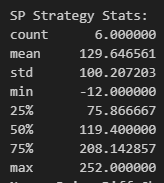 SP Strategy Stats:
count 6.000000
mean 129.646561
std 100.207203
min -12.000000
25% 75.866667
50% 119.400000
75% 208.142857
max 252.000000